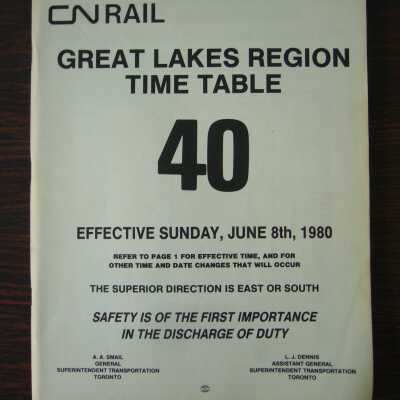 CN RAIL
GREAT LAKES REGION
TIME TABLE
40
EFFECTIVE SUNDAY, JUNE 8th, 1980
REFER TO PAGE 1 FOR EFFECTIVE TIME, AND FOR
OTHER TIME AND DATE CHANGES THAT WILL OCCUR
THE SUPERIOR DIRECTION IS EAST OR SOUTH
SAFETY IS OF THE FIRST IMPORTANCE
IN THE DISCHARGE OF DUTY
A. A. SMAIL
GENERAL
SUPERINTENDENT TRANSPORTATION
TORONTO
L. J. DENNIS
ASSISTANT GENERAL
SUPERINTENDENT TRANSPORTATION
TORONTO